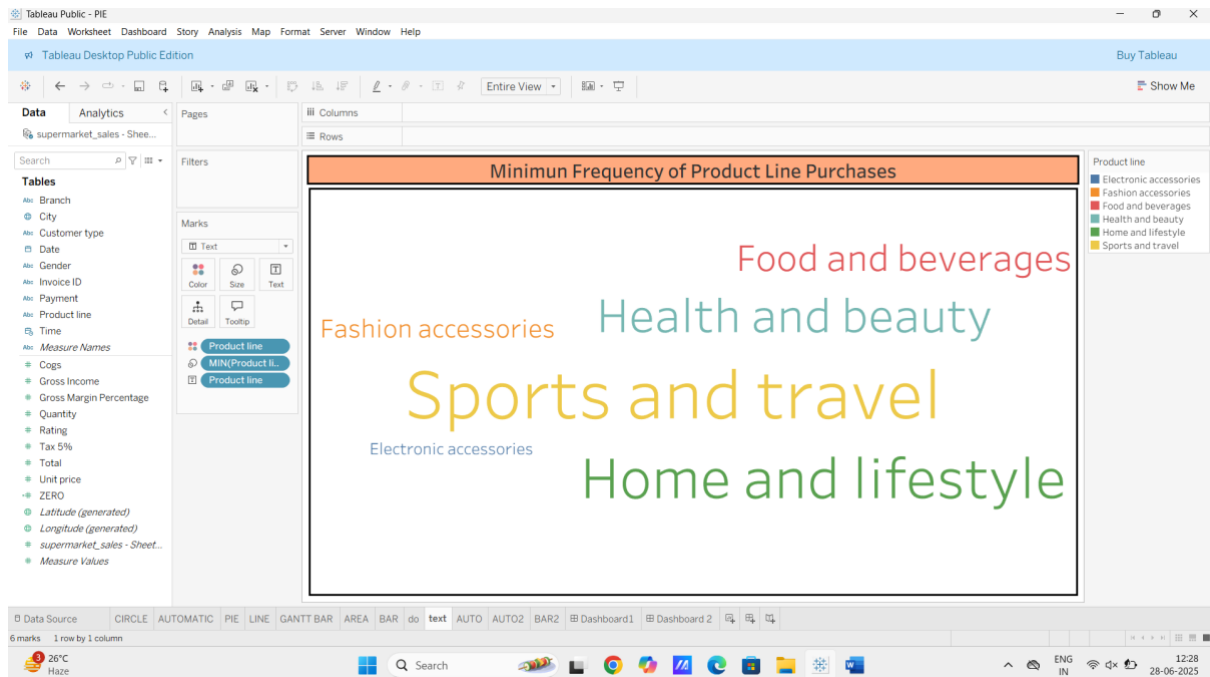 Tableau Public - PIE
File Data Worksheet Dashboard Story Analysis Map Format Server Window Help
Tableau Desktop Public Edition Buy Tableau
Entire View Show Me
Data Analytics
supermarket_sales - Shee...
Search
Tables
Abc Branch
City
Abc Customer type
Date
Abc Gender
Abc Invoice ID
Abc Payment
Abc Product line
Time
Abc Measure Names
Cogs
Gross Income
Gross Margin Percentage
Quantity
Rating
Tax 5%
Total
Unit price
ZERO
Latitude (generated)
Longitude (generated)
supermarket_sales - Sheet...
Measure Values
Pages
Filters
Marks
Text
Color Size Text
Detail Tooltip
Product line
MIN(Product li..
Product line
Columns
Rows
Minimun Frequency of Product Line Purchases
Food and beverages
Health and beauty
Fashion accessories
Sports and travel
Electronic accessories
Home and lifestyle
Product line
Electronic accessories
Fashion accessories
Food and beverages
Health and beauty
Home and lifestyle
Sports and travel
Data Source CIRCLE AUTOMATIC PIE LINE GANTT BAR AREA BAR do text AUTO AUTO2 BAR2 Dashboard1 Dashboard 2
6 marks 1 row by 1 column
3
26°C
Haze
Search
ENG
IN
12:28
28-06-2025